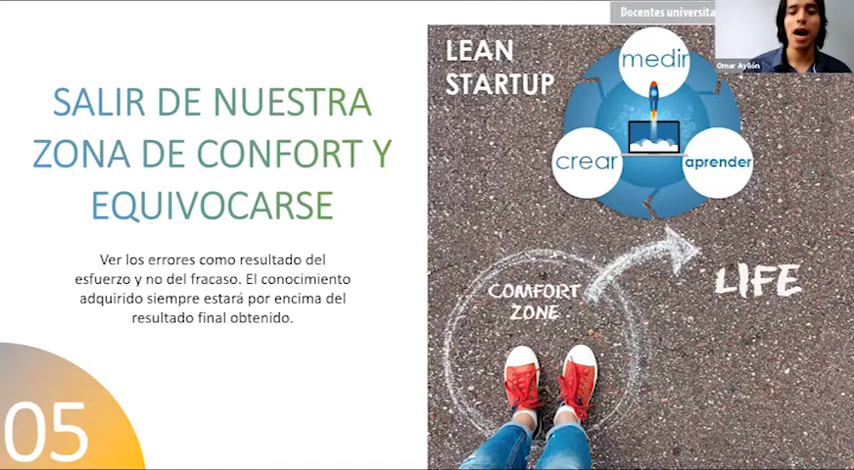 SALIR DE NUESTRA
ZONA DE CONFORT Y
EQUIVOCARSE
Ver los errores como resultado del
esfuerzo y no del fracaso. El conocimiento
adquirido siempre estará por encima del
resultado final obtenido.
05
Docentes universita
Omar Ayllón
LEAN
STARTUP
medir
crear
aprender
COMFORT
ZONE
LIFE